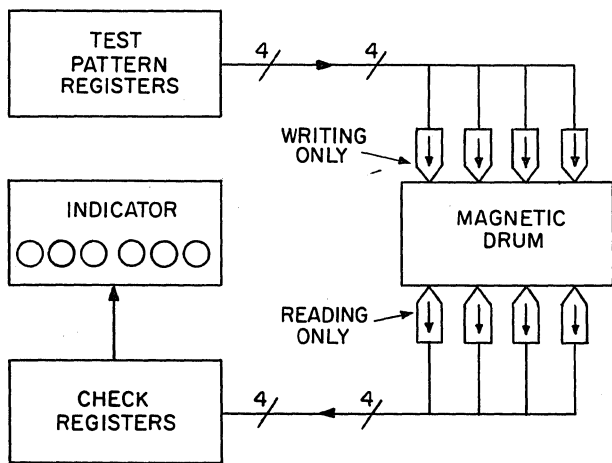 TEST
PATTERN
REGISTERS
4
4
WRITING
ONLY
INDICATOR
MAGNETIC
DRUM
READING
ONLY
CHECK
REGISTERS
4
4